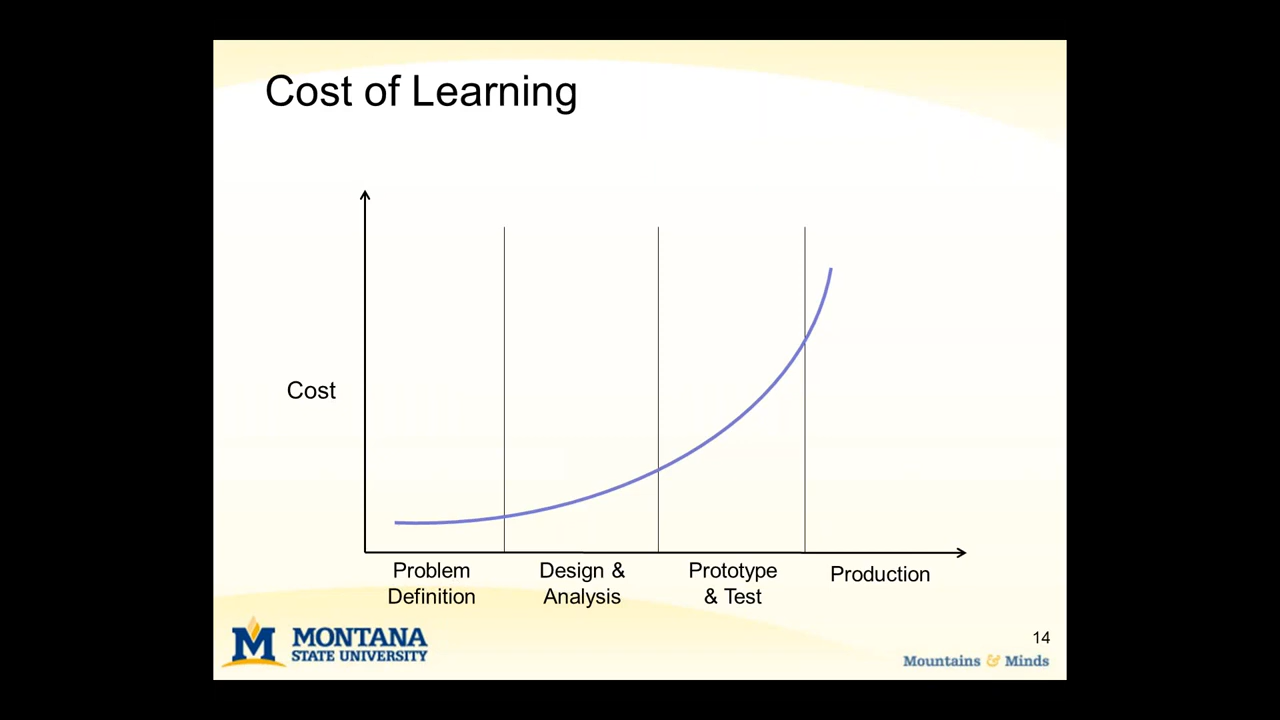 Cost of Learning
Cost
Problem
Definition
Design &
Analysis
Prototype
& Test
Production
M
MONTANA
STATE UNIVERSITY
14
Mountains & Minds